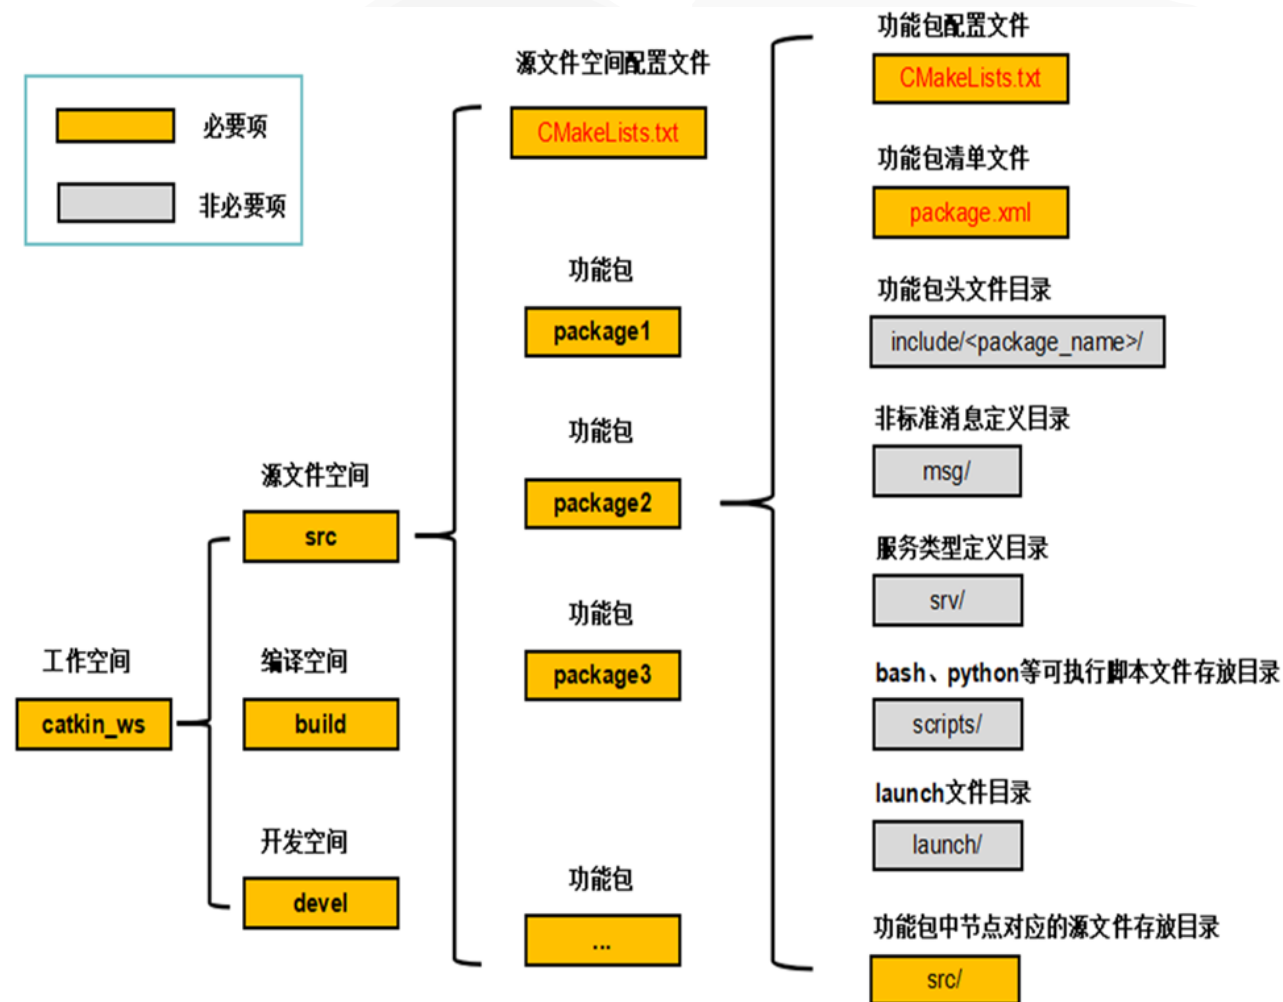 必要项
非必要项
工作空间
catkin_ws
源文件空间
src
编译空间
build
开发空间
devel
源文件空间配置文件
CMakeLists.txt
功能包
package1
功能包
package2
功能包
package3
功能包
...
功能包配置文件
CMakeLists.txt
功能包清单文件
package.xml
功能包头文件目录
include/<package_name>/
非标准消息定义目录
msg/
服务类型定义目录
srv/
bash、python等可执行脚本文件存放目录
scripts/
launch文件目录
launch/
功能包中节点对应的源文件存放目录
src/